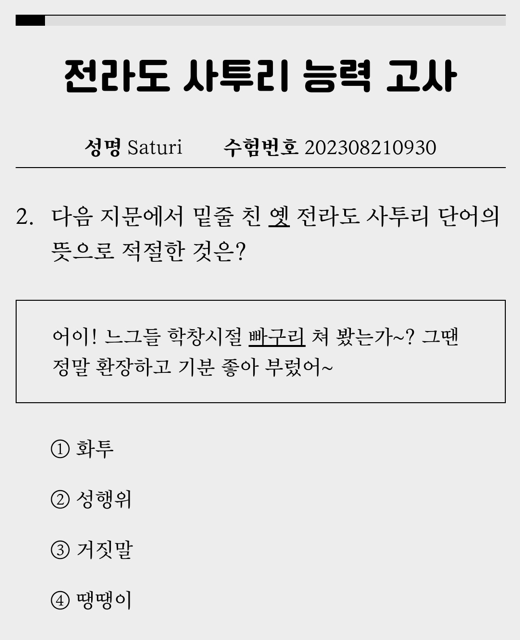 전라도 사투리 능력 고사
성명 Saturi 수험번호 202308210930
2. 다음 지문에서 밑줄 친 옛 전라도 사투리 단어의
뜻으로 적절한 것은?
어이! 느그들 학창시절 빠구리 쳐 봤는가~? 그땐
정말 환장하고 기분 좋아 부렀어~
① 화투
② 성행위
③ 거짓말
④ 땡땡이